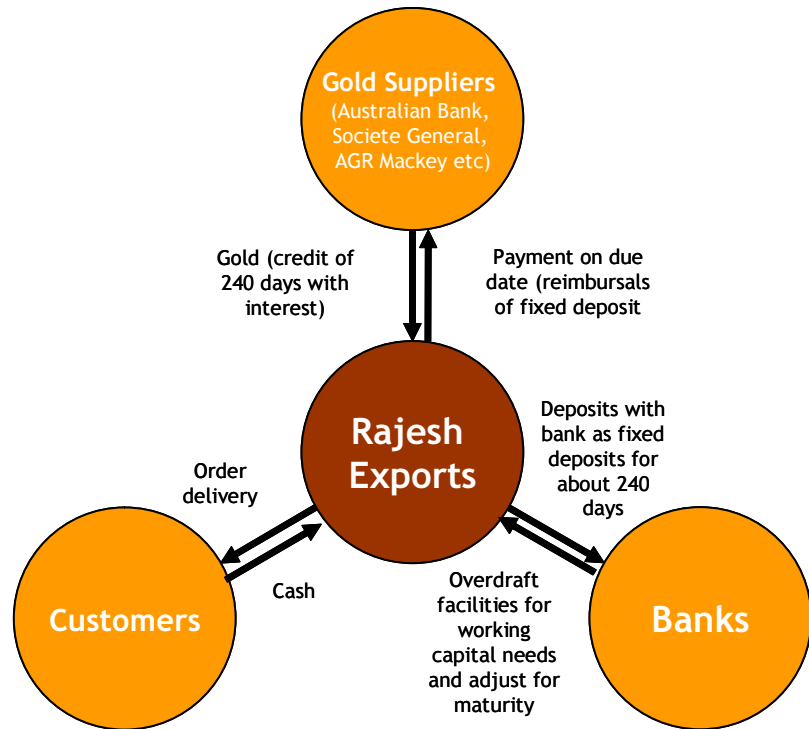 Gold Suppliers
(Australian Bank,
Societe General,
AGR Mackey etc)
Gold (credit of
240 days with
interest)
Payment on due
date (reimbursals
of fixed deposit
Rajesh
Exports
Deposits with
bank as fixed
deposits for
about 240
days
Order
delivery
Cash
Customers
Overdraft
facilities for
working
capital needs
and adjust for
maturity
Banks